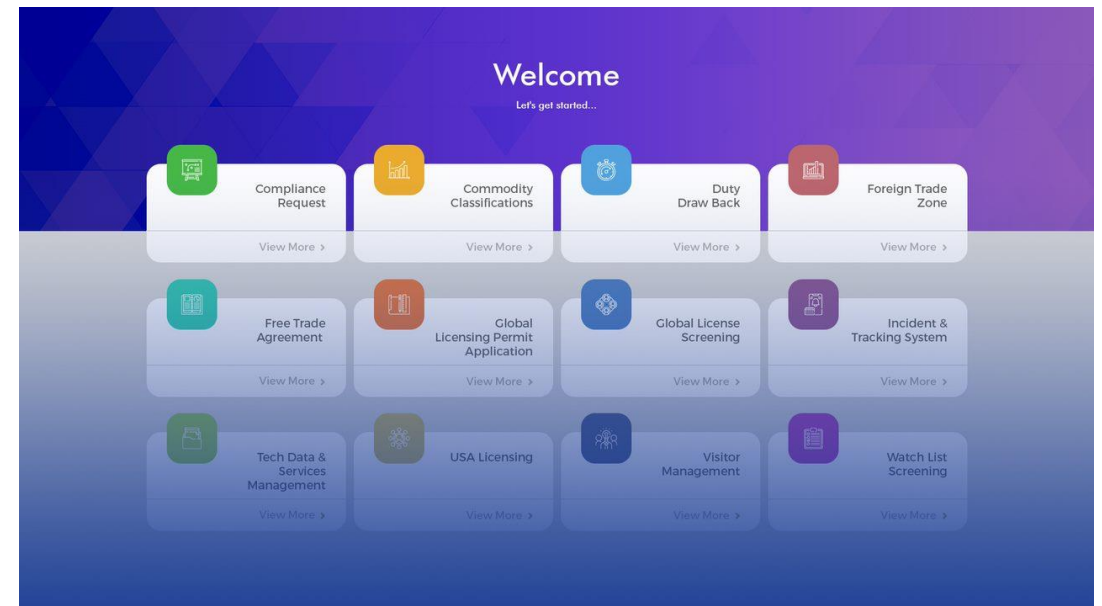 Welcome
Let's get started...
Compliance
Request
View More >
Commodity
Classifications
View More >
Duty
Draw Back
View More >
Foreign Trade
Zone
View More >
Free Trade
Agreement
View More >
Global
Licensing Permit
Application
View More >
Global License
Screening
View More >
Incident &
Tracking System
View More >
Tech Data &
Services
Management
View More >
USA Licensing
View More >
Visitor
Management
View More >
Watch List
Screening
View More >